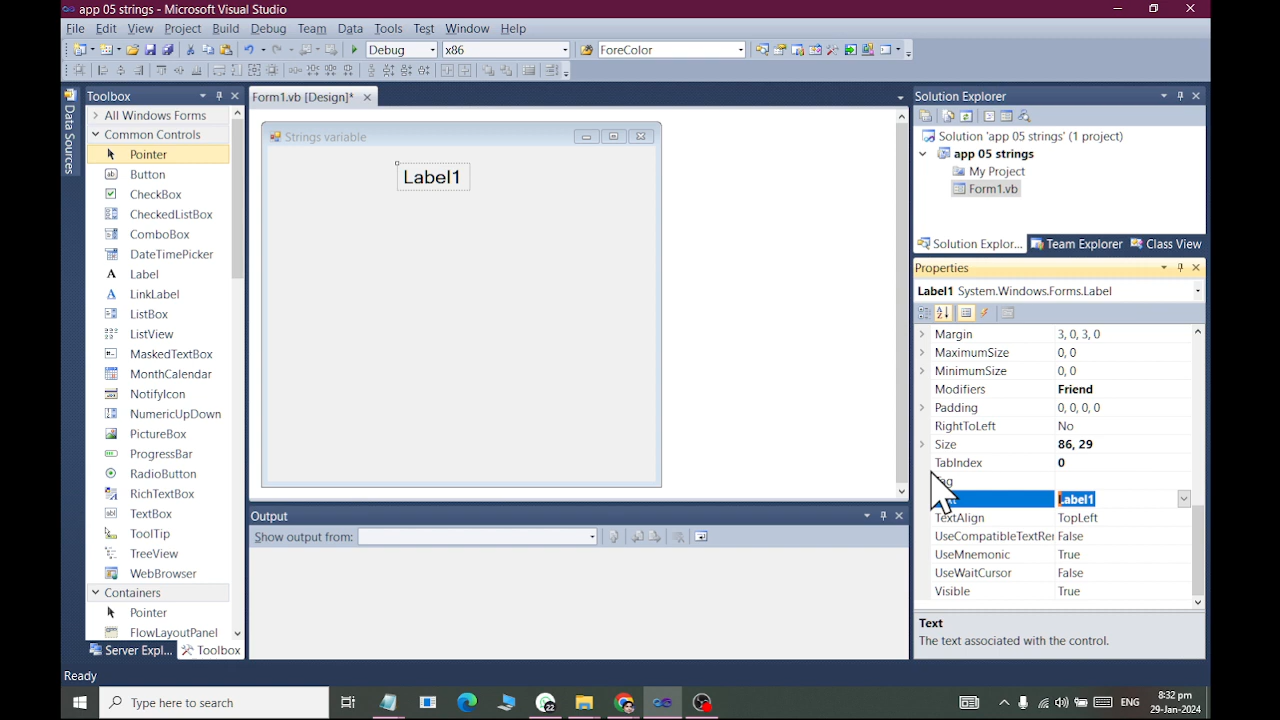 app 05 strings - Microsoft Visual Studio
File Edit View Project Build Debug Team Data Tools Test Window Help
Debug x86 ForeColor
Data Sources
Toolbox
All Windows Forms
Common Controls
Pointer
Button
CheckBox
CheckedListBox
ComboBox
DateTimePicker
Label
LinkLabel
ListBox
ListView
MaskedTextBox
MonthCalendar
NotifyIcon
NumericUpDown
PictureBox
ProgressBar
RadioButton
RichTextBox
TextBox
ToolTip
TreeView
WebBrowser
Containers
Pointer
FlowLayoutPanel
Server Expl... Toolbox
Form1.vb [Design]*
Strings variable
Label1
Output
Show output from:
Solution Explorer
Solution 'app 05 strings' (1 project)
app 05 strings
My Project
Form1.vb
Solution Explor... Team Explorer Class View
Properties
Label1 System.Windows.Forms.Label
Margin 3, 0, 3, 0
MaximumSize 0, 0
MinimumSize 0, 0
Modifiers Friend
Padding 0, 0, 0, 0
RightToLeft No
Size 86, 29
TabIndex 0
Label1
TextAlign TopLeft
UseCompatibleTextRer False
UseMnemonic True
UseWaitCursor False
Visible True
Text
The text associated with the control.
Ready
Type here to search
22
ENG
8:32 pm
29-Jan-2024